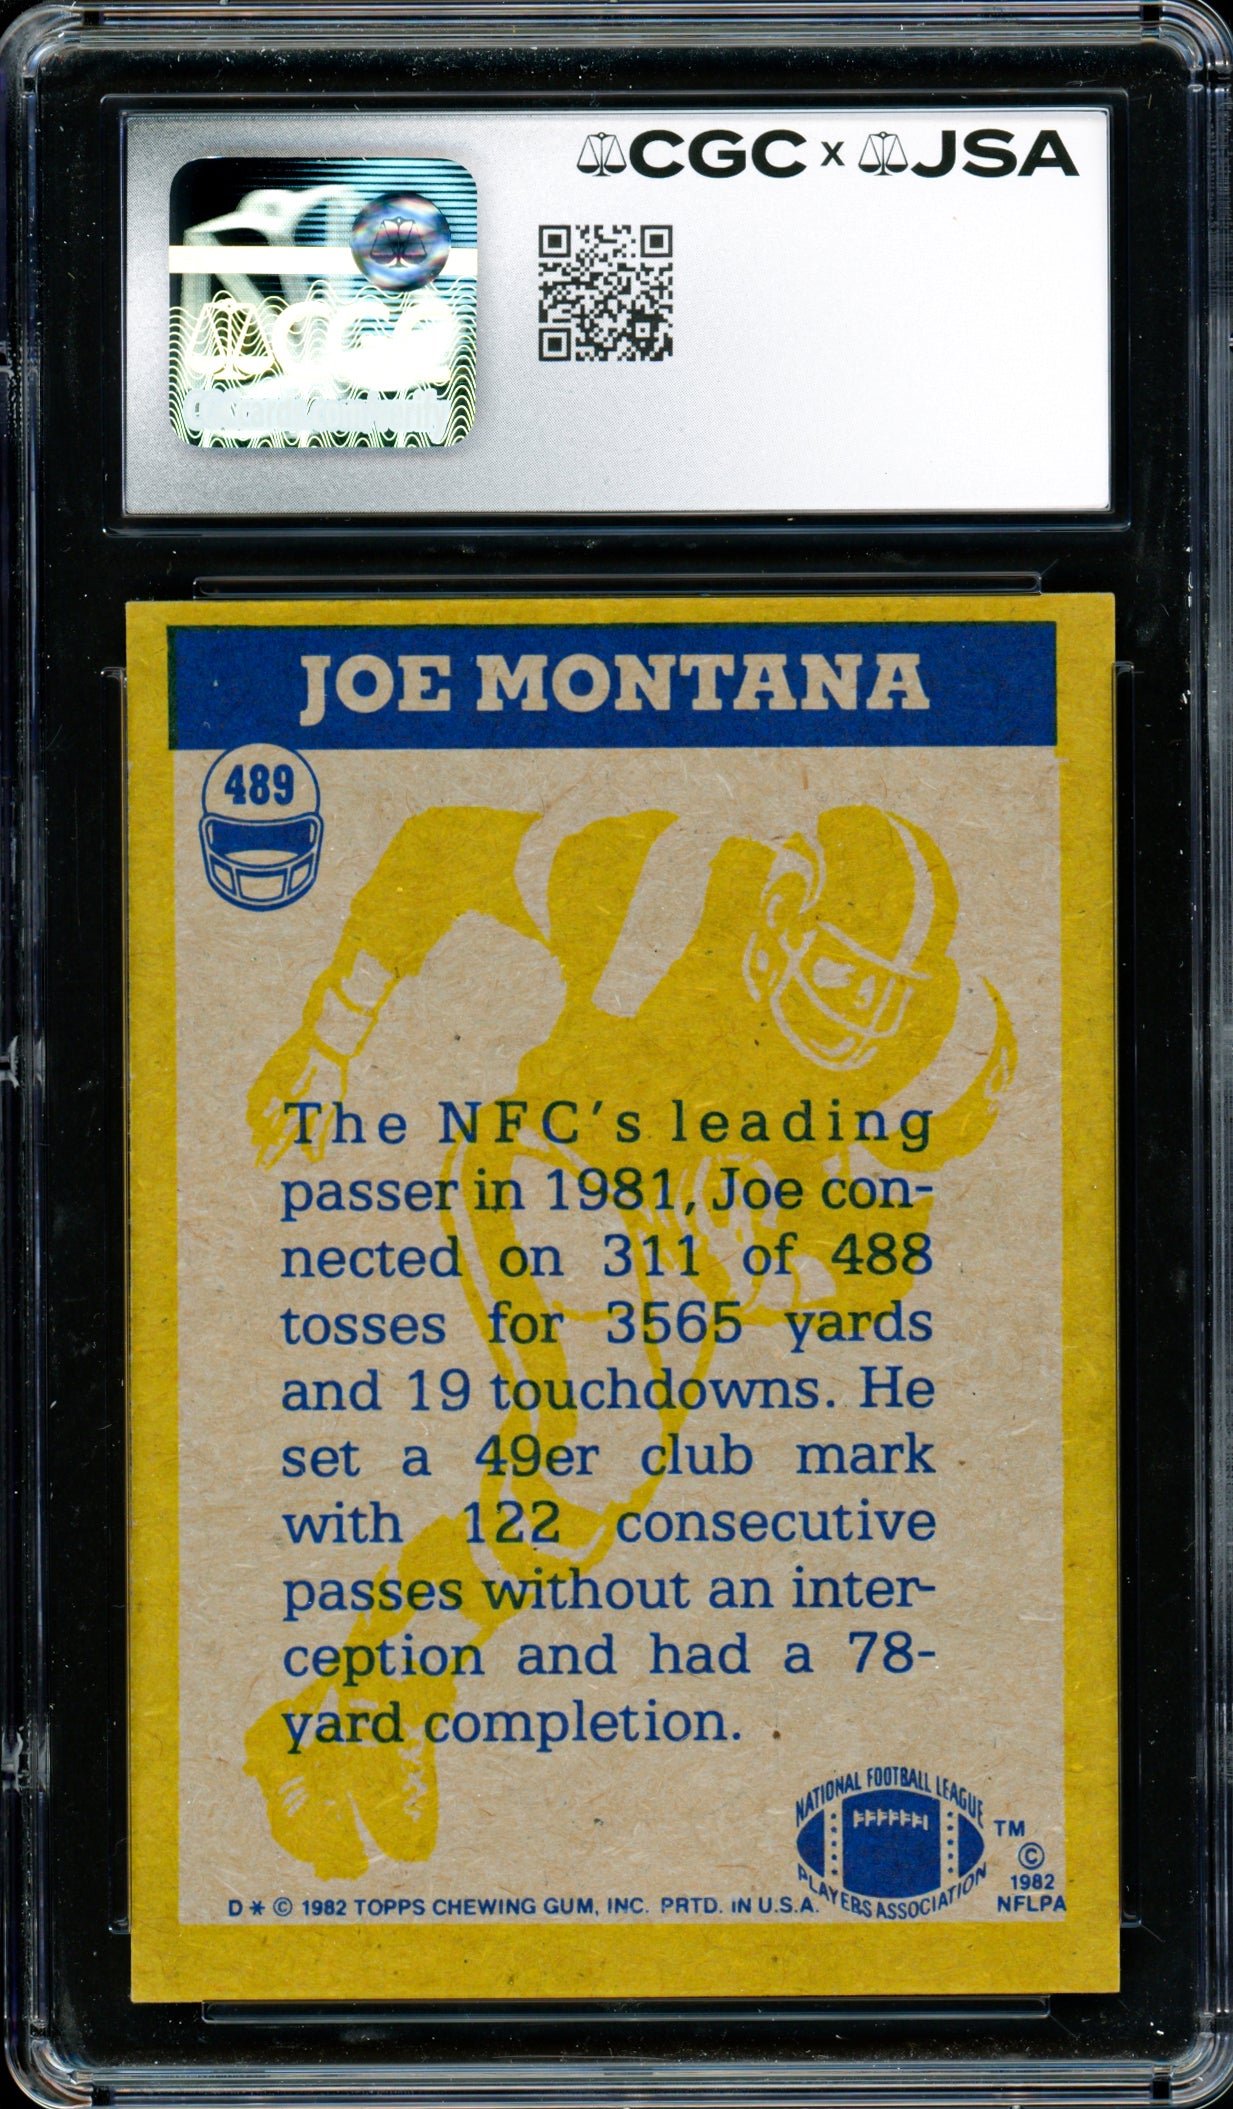 CGC x JSA
CGC
JOE MONTANA
489
The NFC's leading
passer in 1981, Joe con-
nected on 311 of 488
tosses for 3565 yards
and 19 touchdowns. He
set a 49er club mark
with 122 consecutive
passes without an inter-
ception and had a 78-
yard completion.
NATIONAL FOOTBALL LEAGUE
PLAYERS ASSOCIATION
TM
©
1982
NFLPA
D * © 1982 TOPPS CHEWING GUM, INC. PRTD. IN U.S.A.